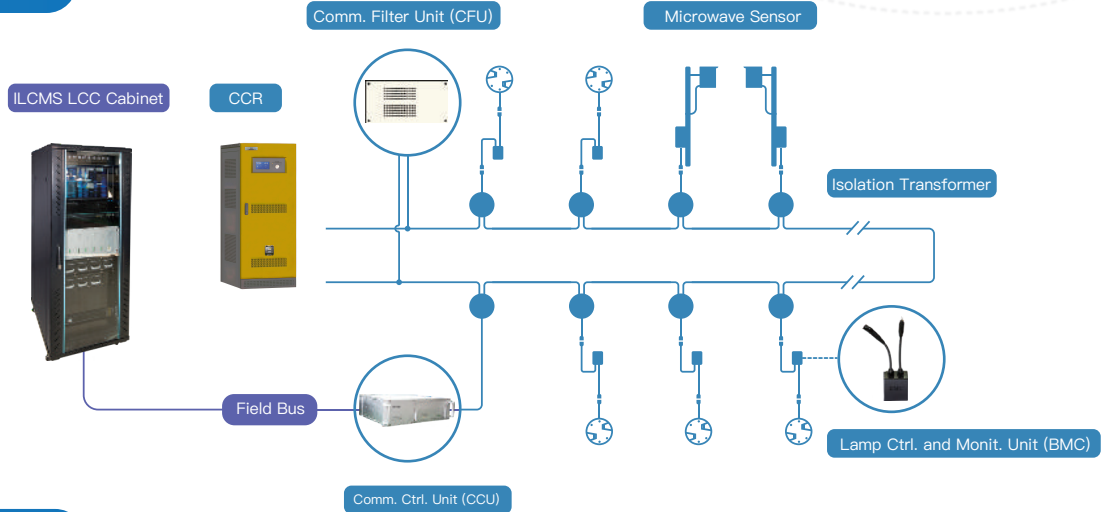 Comm. Filter Unit (CFU)
Microwave Sensor
ILCMS LCC Cabinet
CCR
Isolation Transformer
Field Bus
Lamp Ctrl. and Monit. Unit (BMC)
Comm. Ctrl. Unit (CCU)